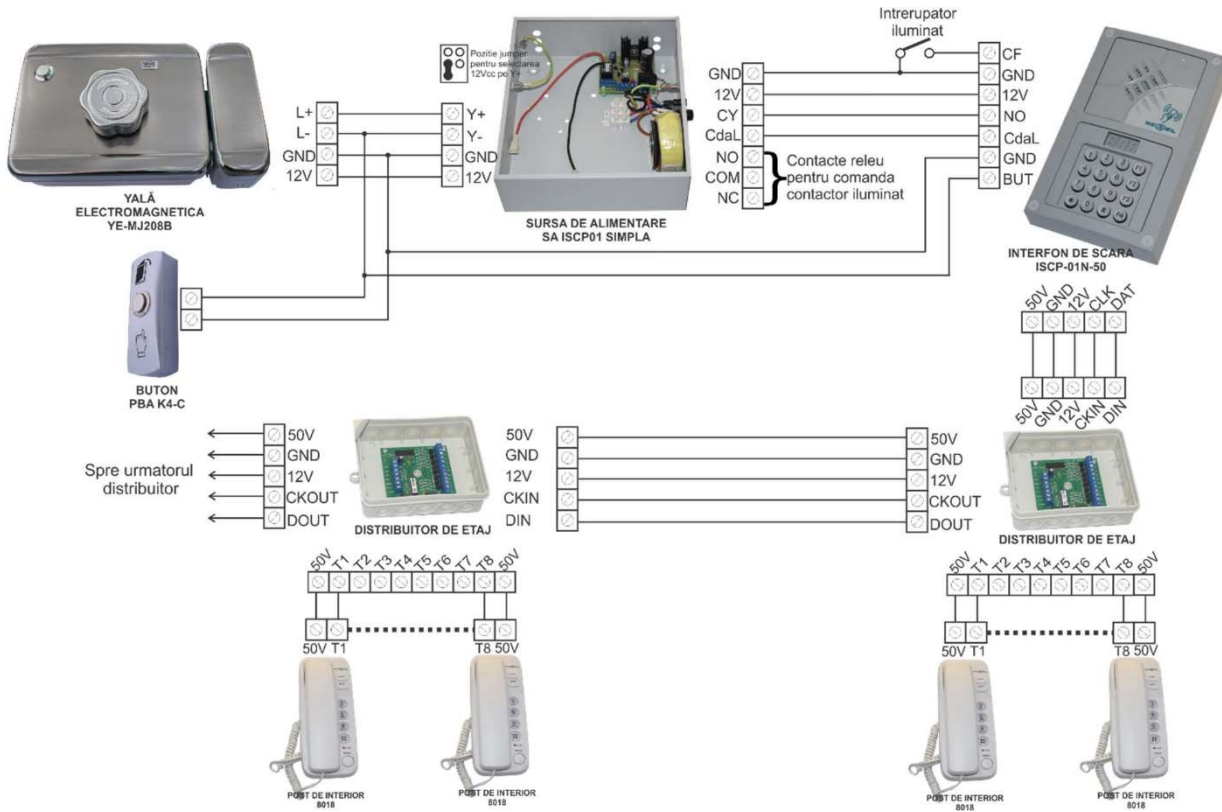 Intrerupator
iluminat
Pozitie jumper
pentru selectarea
12Vcc po Y+
L+
L-
GND
12V
Y+
Y-
GND
12V
GND
12V
CY
CdaL
NO
COM
NC
Contacte releu
pentru comanda
contactor iluminat
CF
GND
12V
NO
CdaL
GND
BUT
YALĂ
ELECTROMAGNETICA
YE-MJ208B
SURSA DE ALIMENTARE
SA ISCP01 SIMPLA
INTERFON DE SCARA
ISCP-01N-50
BUTON
PBA K4-C
50V GND 12V CLK DAT
50V GND 12V CKIN DIN
Spre urmatorul
distribuitor
50V
GND
12V
CKOUT
DOUT
DISTRIBUITOR DE ETAJ
50V
GND
12V
CKIN
DIN
50V
GND
12V
CKOUT
DOUT
DISTRIBUITOR DE ETAJ
50V T1 T2 T3 T4 T5 T6 T7 T8 50V
50V T1 T8 50V
POST DE INTERIOR
8018
POST DE INTERIOR
8018
50V T1 T2 T3 T4 T5 T6 T7 T8 50V
50V T1 T8 50V
POST DE INTERIOR
8018
POST DE INTERIOR
8018